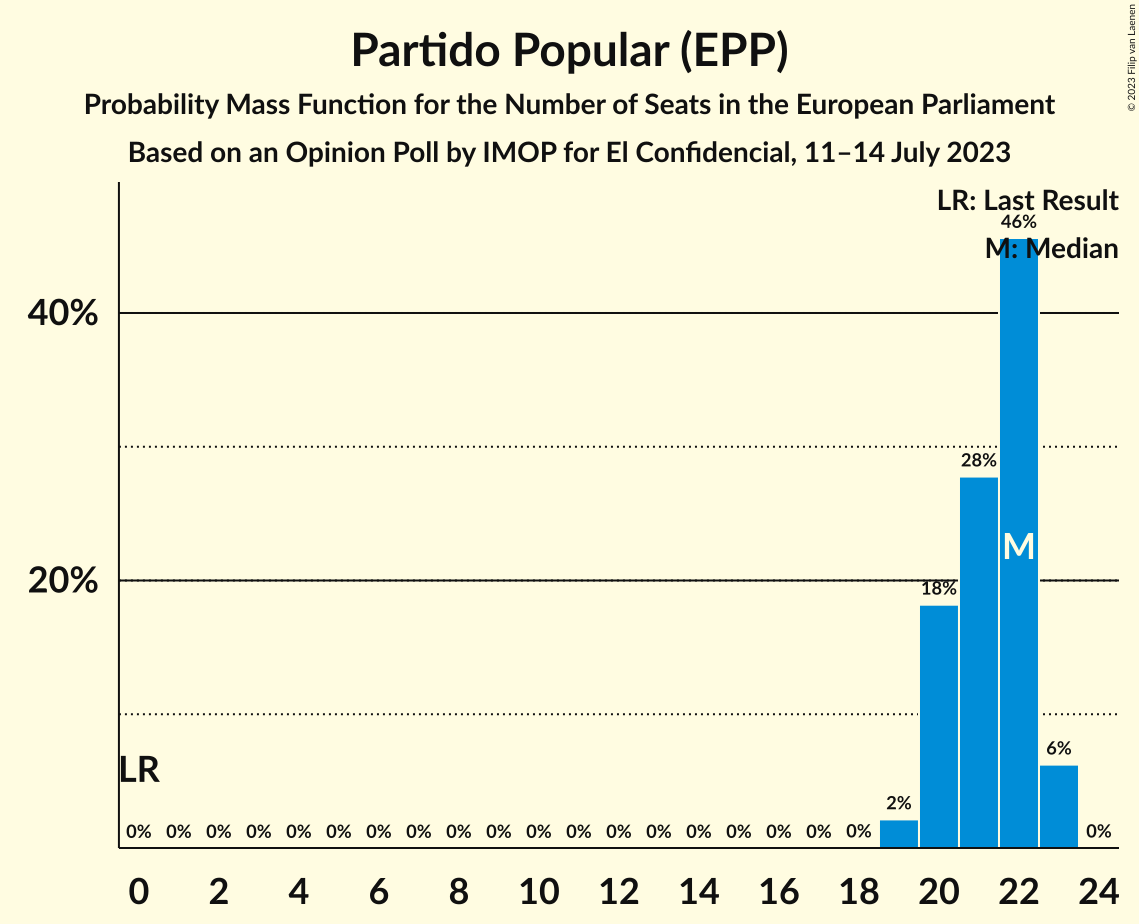 Partido Popular (EPP)
Probability Mass Function for the Number of Seats in the European Parliament
Based on an Opinion Poll by IMOP for El Confidencial, 11–14 July 2023
© 2023 Filip van Laenen
LR: Last Result
46%
M: Median
40%
28%
M
20%
18%
6%
LR
2%
0% 0% 0% 0% 0% 0% 0% 0% 0% 0% 0% 0% 0% 0% 0% 0% 0% 0% 0% 0%
0 2 4 6 8 10 12 14 16 18 20 22 24